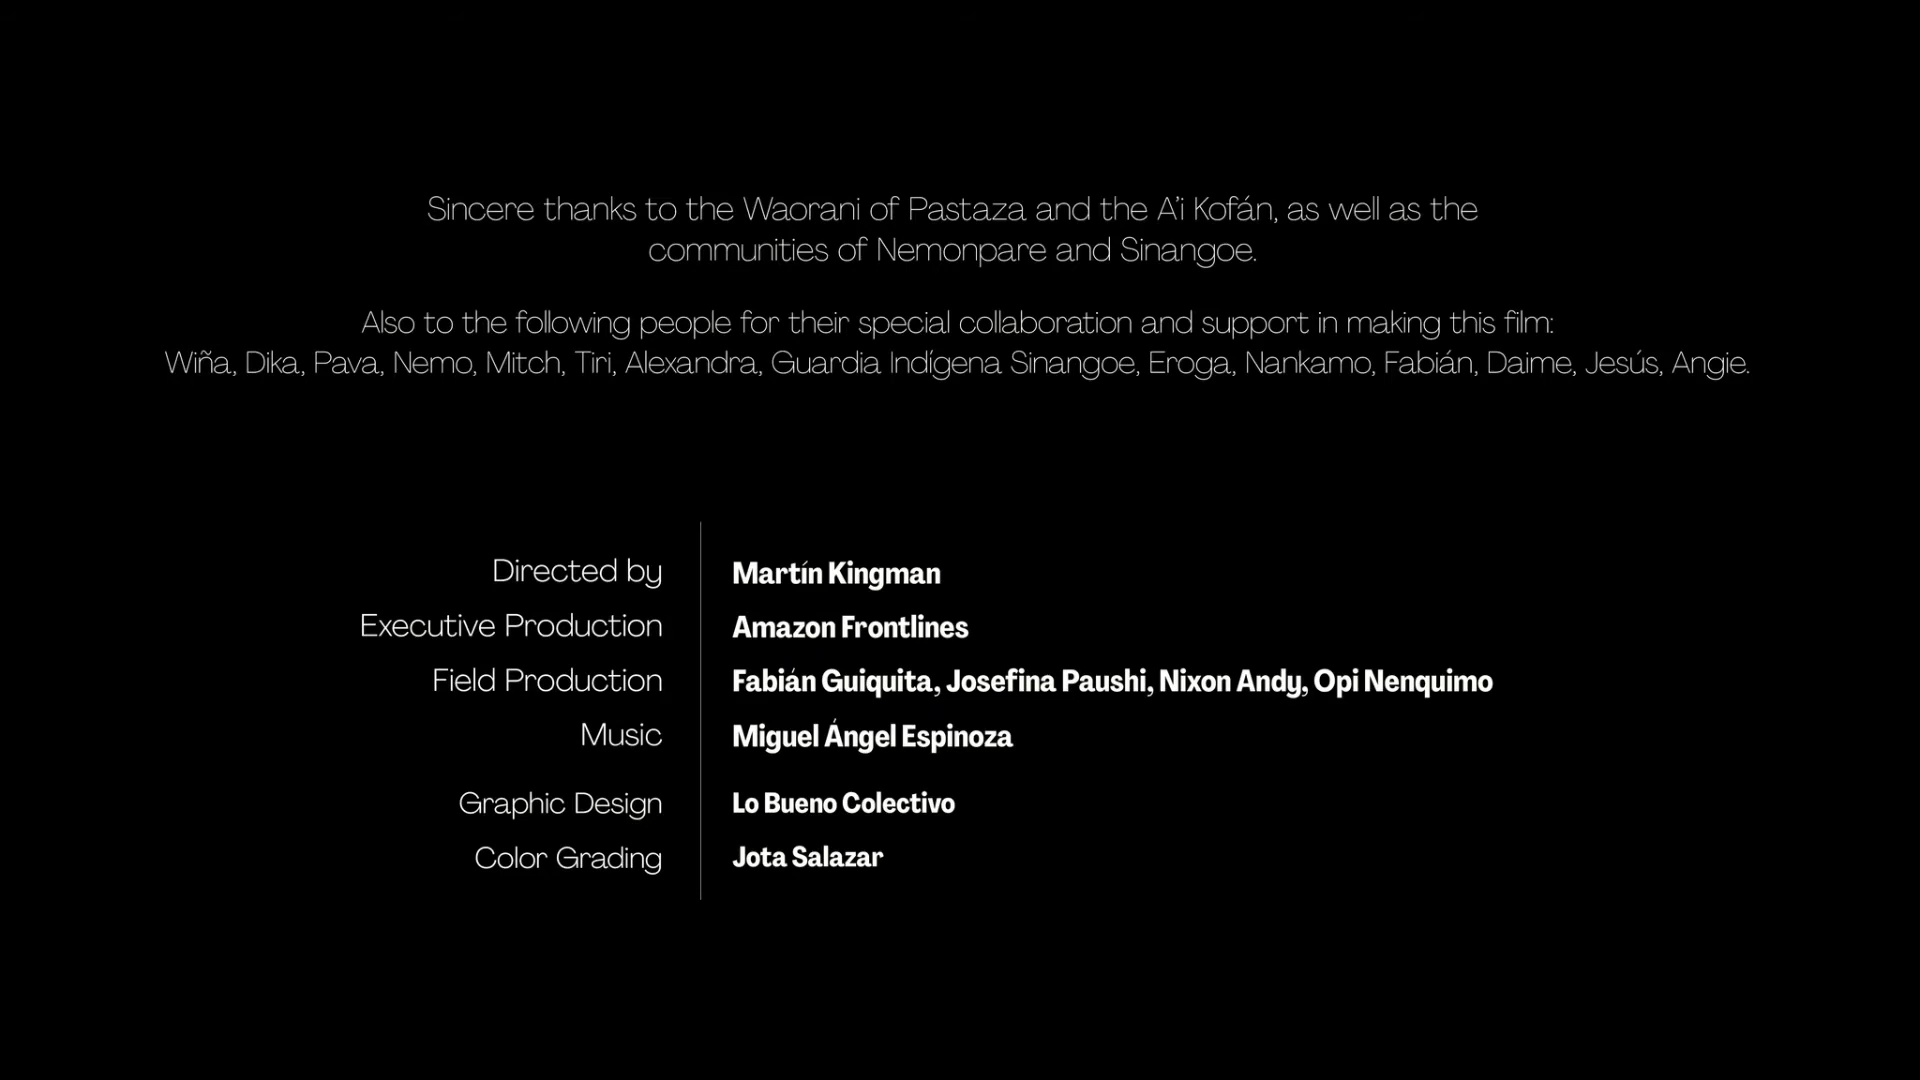 Sincere thanks to the Waorani of Pastaza and the A'i Kofán, as well as the
communities of Nemonpare and Sinangoe.
Also to the following people for their special collaboration and support in making this film:
Wiña, Dika, Pava, Nemo, Mitch, Tiri, Alexandra, Guardia Indígena Sinangoe, Eroga, Nankamo, Fabián, Daime, Jesús, Angie.
Directed by Martín Kingman
Executive Production Amazon Frontlines
Field Production Fabián Guiquita, Josefina Paushi, Nixon Andy, Opi Nenquimo
Music Miguel Ángel Espinoza
Graphic Design Lo Bueno Colectivo
Color Grading Jota Salazar